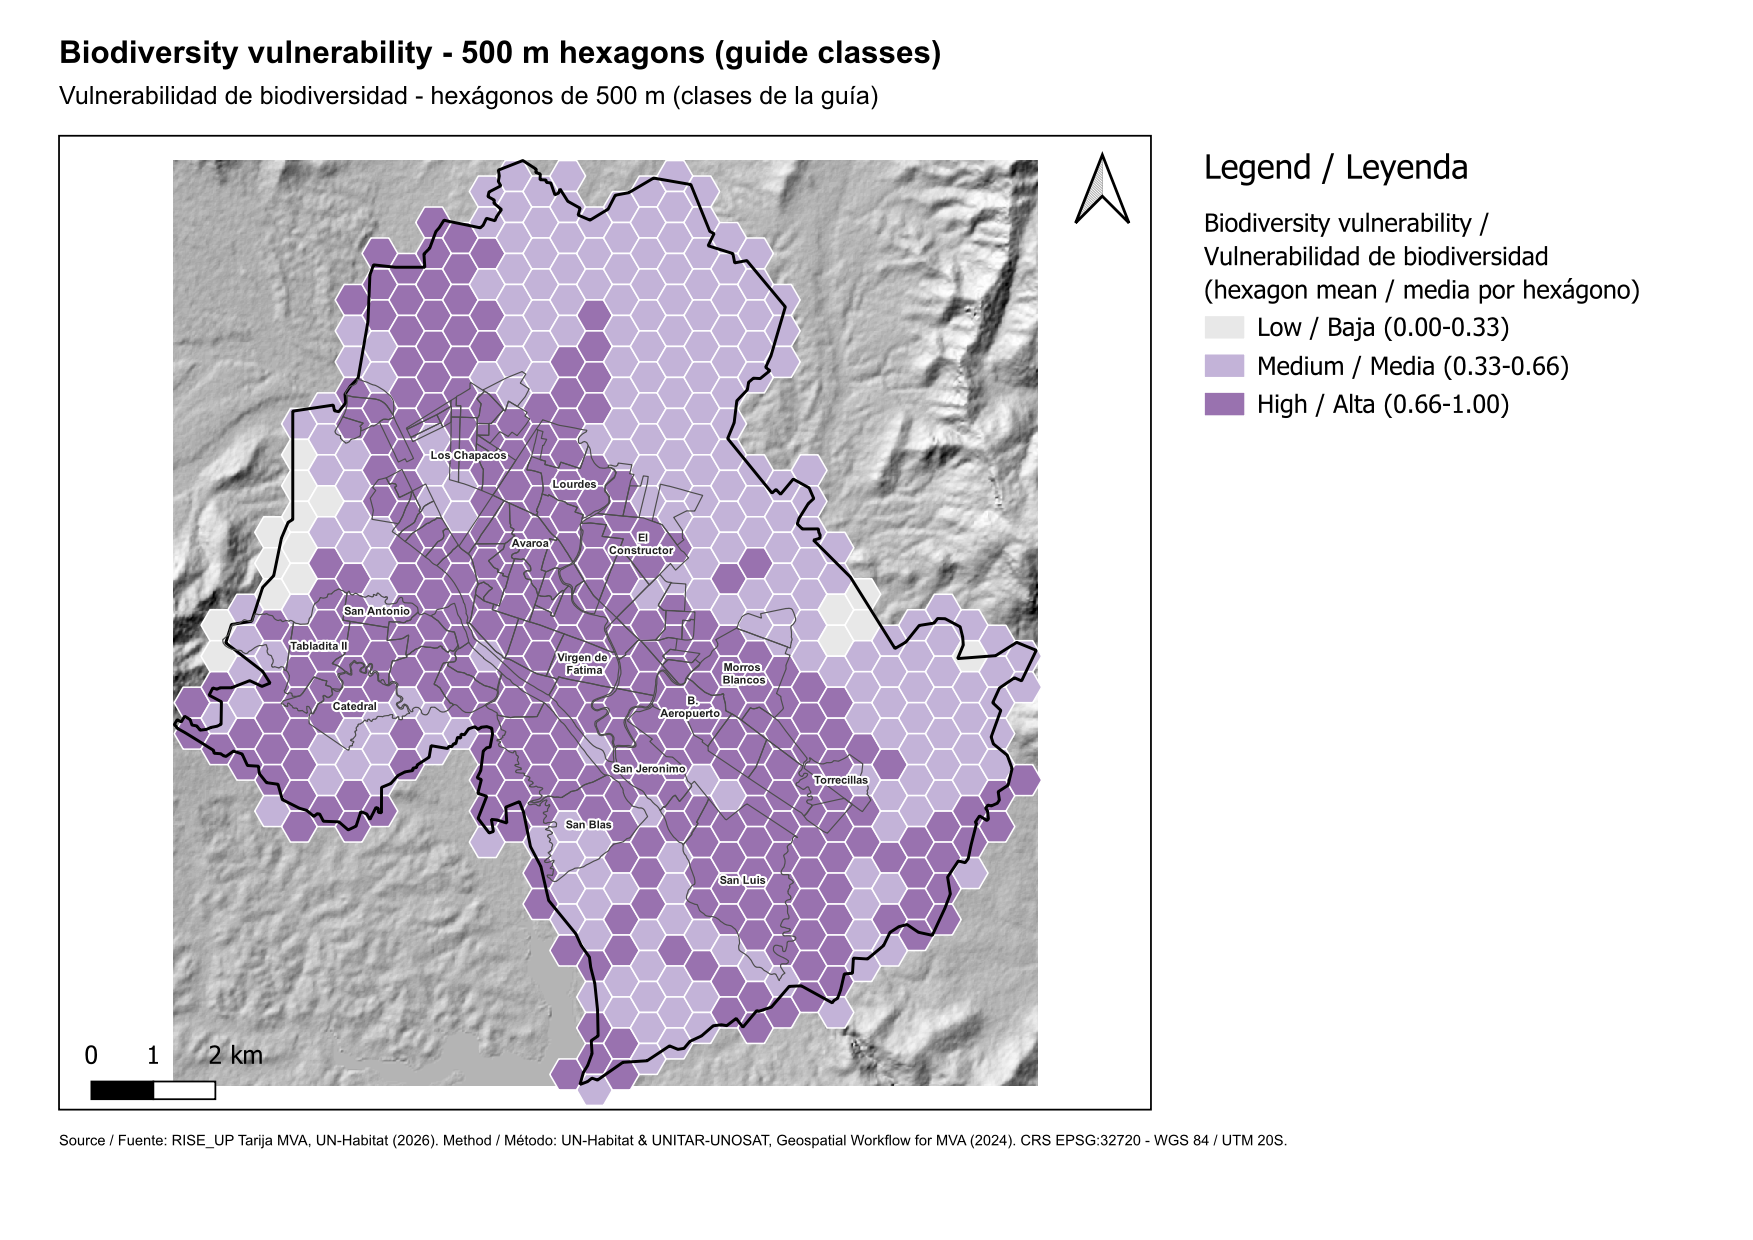 Biodiversity vulnerability - 500 m hexagons (guide classes)
Vulnerabilidad de biodiversidad - hexágonos de 500 m (clases de la guía)
Legend / Leyenda
Biodiversity vulnerability /
Vulnerabilidad de biodiversidad
(hexagon mean / media por hexágono)
Low / Baja (0.00-0.33)
Medium / Media (0.33-0.66)
High / Alta (0.66-1.00)
Los Chapacos
Lourdes
Avaroa
El
Constructor
San Antonio
Tabladita II
Virgen de
Fatima
Morros
Blancos
Catedral
B.
Aeropuerto
San Jeronimo
Torrecillas
San Blas
San Luis
0 1 2 km
Source / Fuente: RISE_UP Tarija MVA, UN-Habitat (2026). Method / Método: UN-Habitat & UNITAR-UNOSAT, Geospatial Workflow for MVA (2024). CRS EPSG:32720 - WGS 84 / UTM 20S.